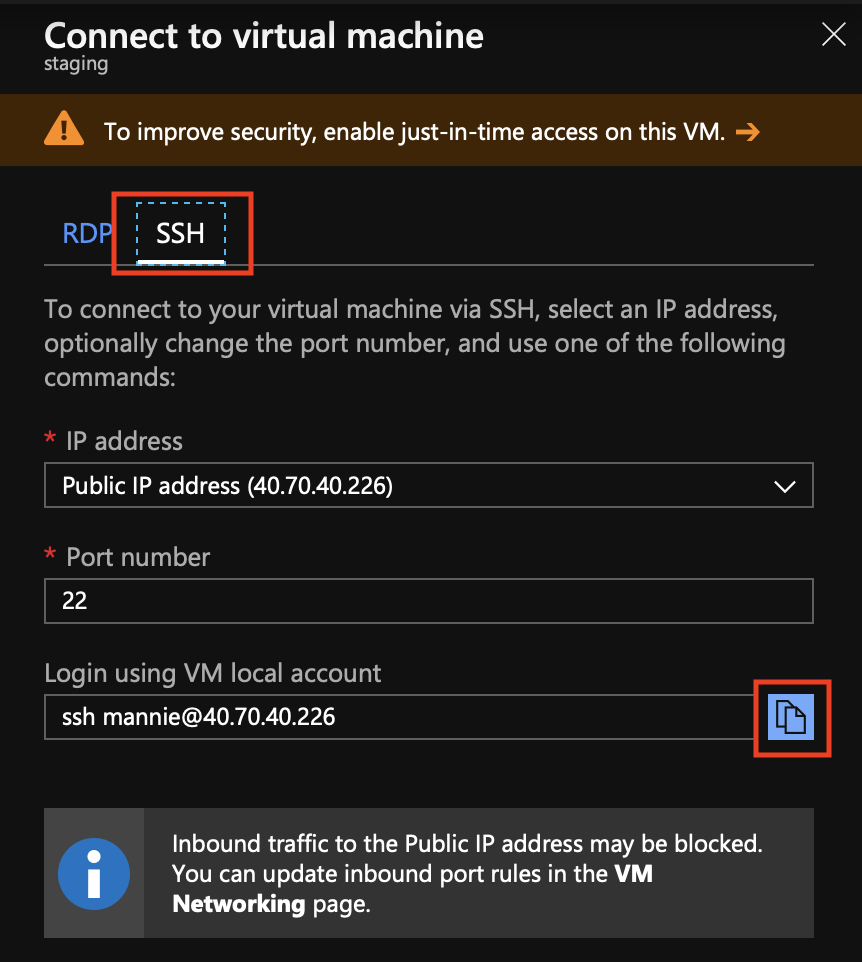 Connect to virtual machine
staging
To improve security, enable just-in-time access on this VM.
RDP SSH
To connect to your virtual machine via SSH, select an IP address,
optionally change the port number, and use one of the following
commands:
* IP address
Public IP address (40.70.40.226)
* Port number
22
Login using VM local account
ssh mannie@40.70.40.226
Inbound traffic to the Public IP address may be blocked.
You can update inbound port rules in the VM
Networking page.